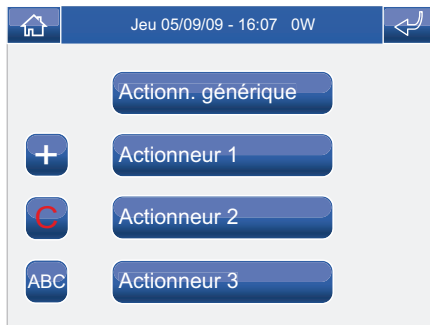 Jeu 05/09/09 - 16:07 0W
Actionn. générique
+ Actionneur 1
C Actionneur 2
ABC Actionneur 3